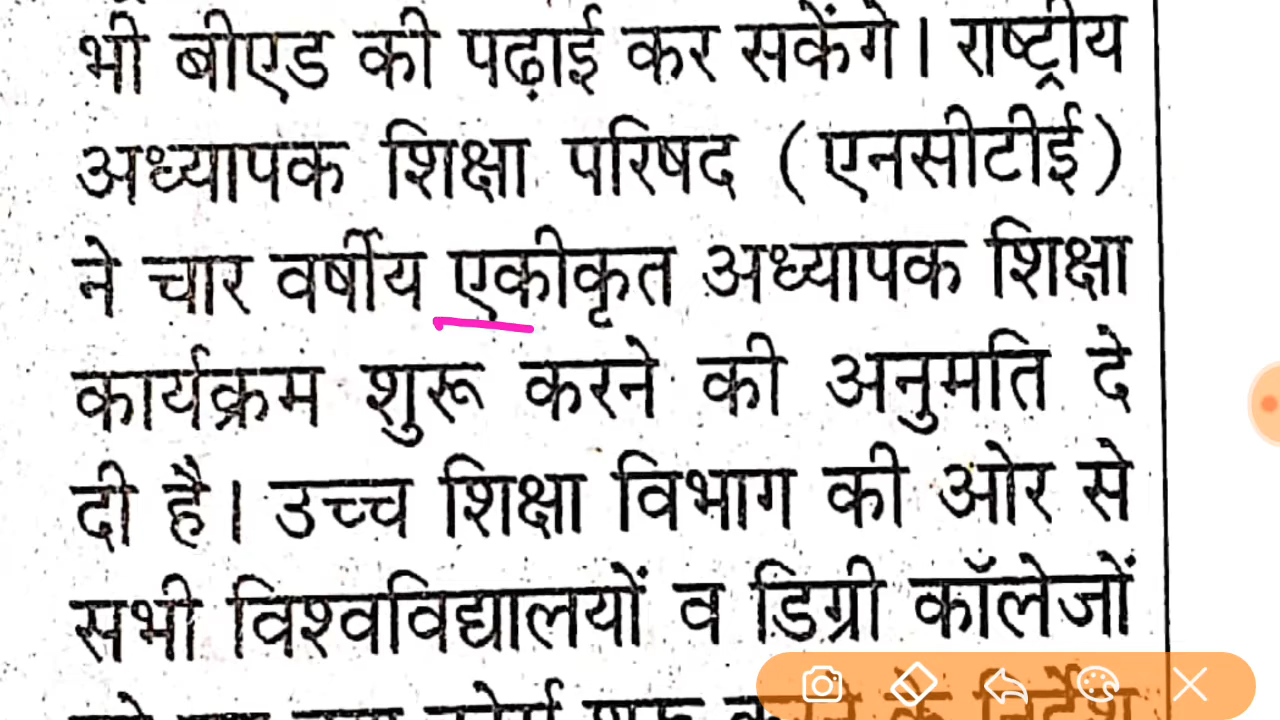 भी बीएड की पढ़ाई कर सकेंगे। राष्ट्रीय
अध्यापक शिक्षा परिषद (एनसीटीई)
ने चार वर्षीय एकीकृत अध्यापक शिक्षा
कार्यक्रम शुरू करने की अनुमति दे
दी है। उच्च शिक्षा विभाग की ओर से
सभी विश्वविद्यालयों व डिग्री कॉलेजों
के निर्देश